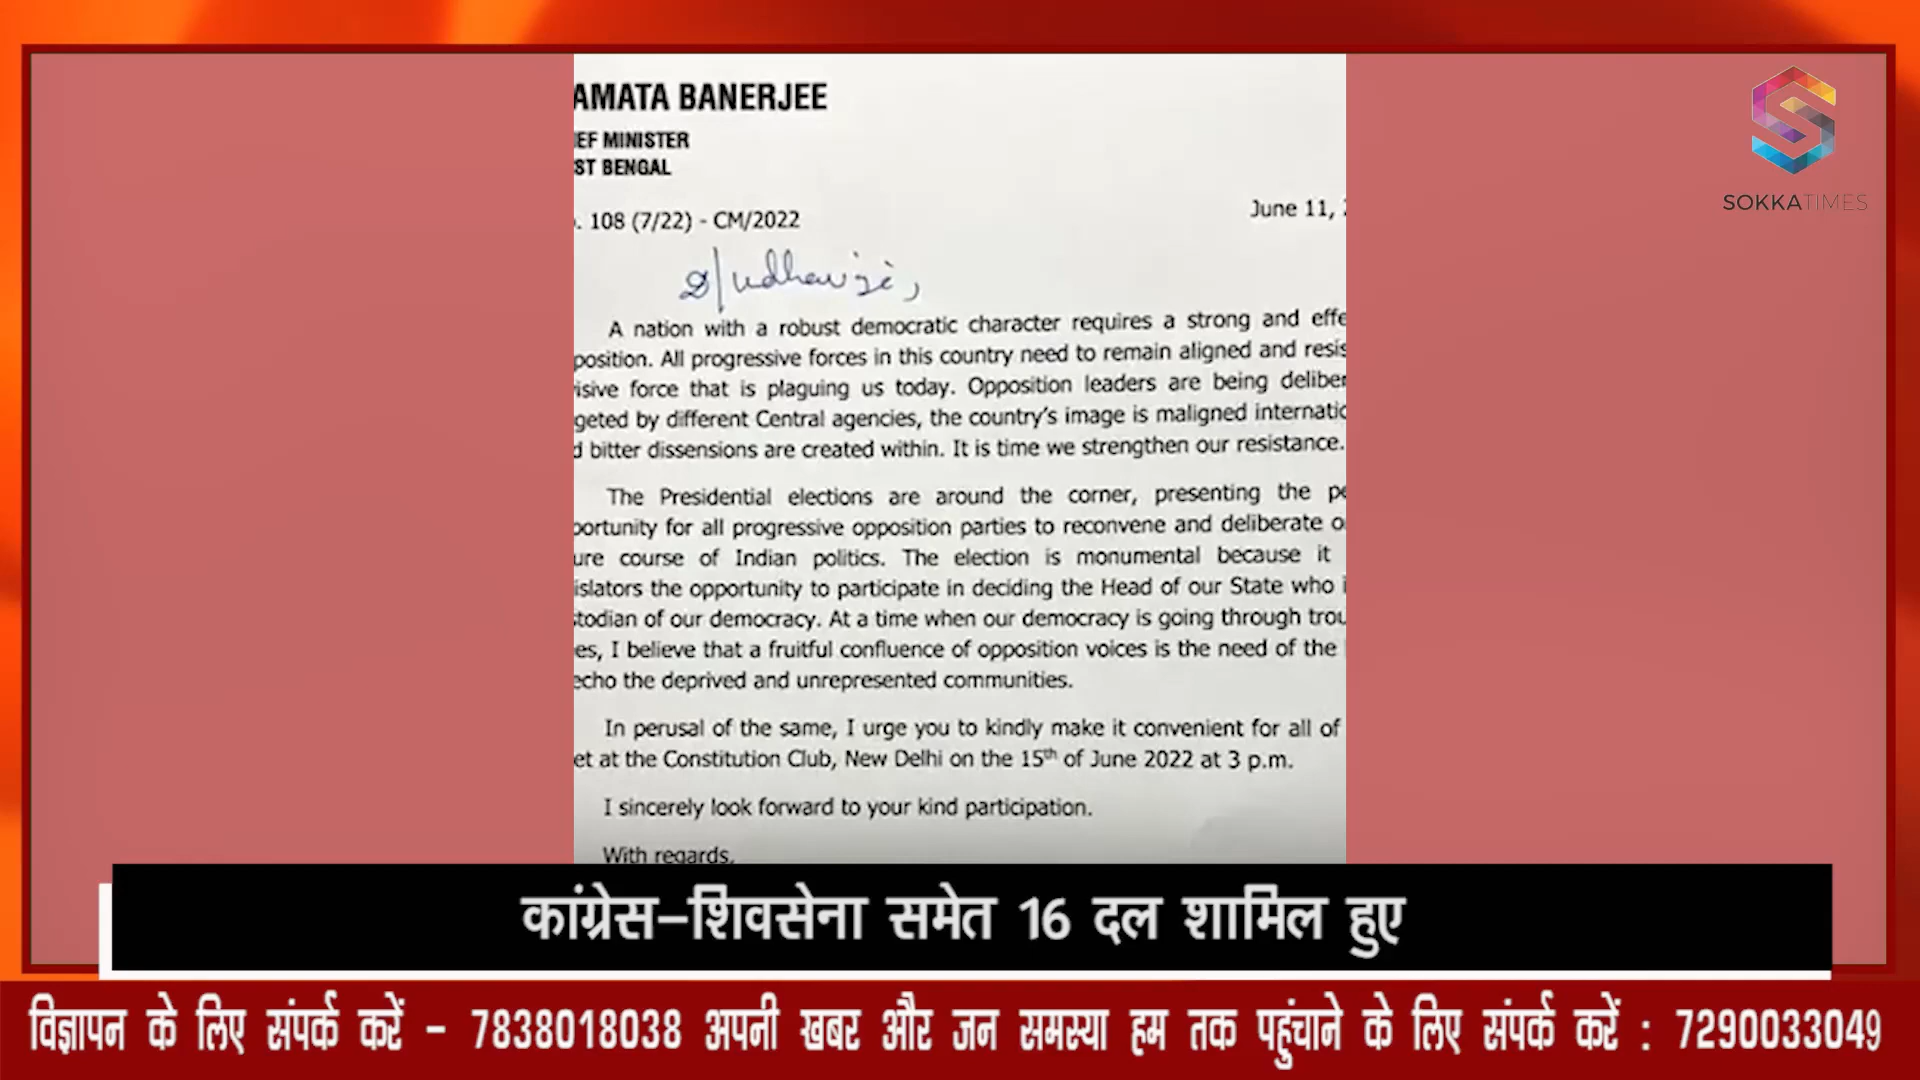 AMATA BANERJEE
IEF MINISTER
ST BENGAL
SOKKATIMES
. 108 (7/22) - CM/2022
June 11,
udhavji,
A nation with a robust democratic character requires a strong and effe
position. All progressive forces in this country need to remain aligned and resis
isive force that is plaguing us today. Opposition leaders are being deliber
geted by different Central agencies, the country's image is maligned internatio
d bitter dissensions are created within. It is time we strengthen our resistance.
The Presidential elections are around the corner, presenting the pe
portunity for all progressive opposition parties to reconvene and deliberate o
ure course of Indian politics. The election is monumental because it
islators the opportunity to participate in deciding the Head of our State who i
stodian of our democracy. At a time when our democracy is going through trou
es, I believe that a fruitful confluence of opposition voices is the need of the
echo the deprived and unrepresented communities.
In perusal of the same, I urge you to kindly make it convenient for all of
et at the Constitution Club, New Delhi on the 15th of June 2022 at 3 p.m.
I sincerely look forward to your kind participation.
With regards,
कांग्रेस-शिवसेना समेत 16 दल शामिल हुए
विज्ञापन के लिए संपर्क करें - 7838018038 अपनी खबर और जन समस्या हम तक पहुंचाने के लिए संपर्क करें : 7290033049